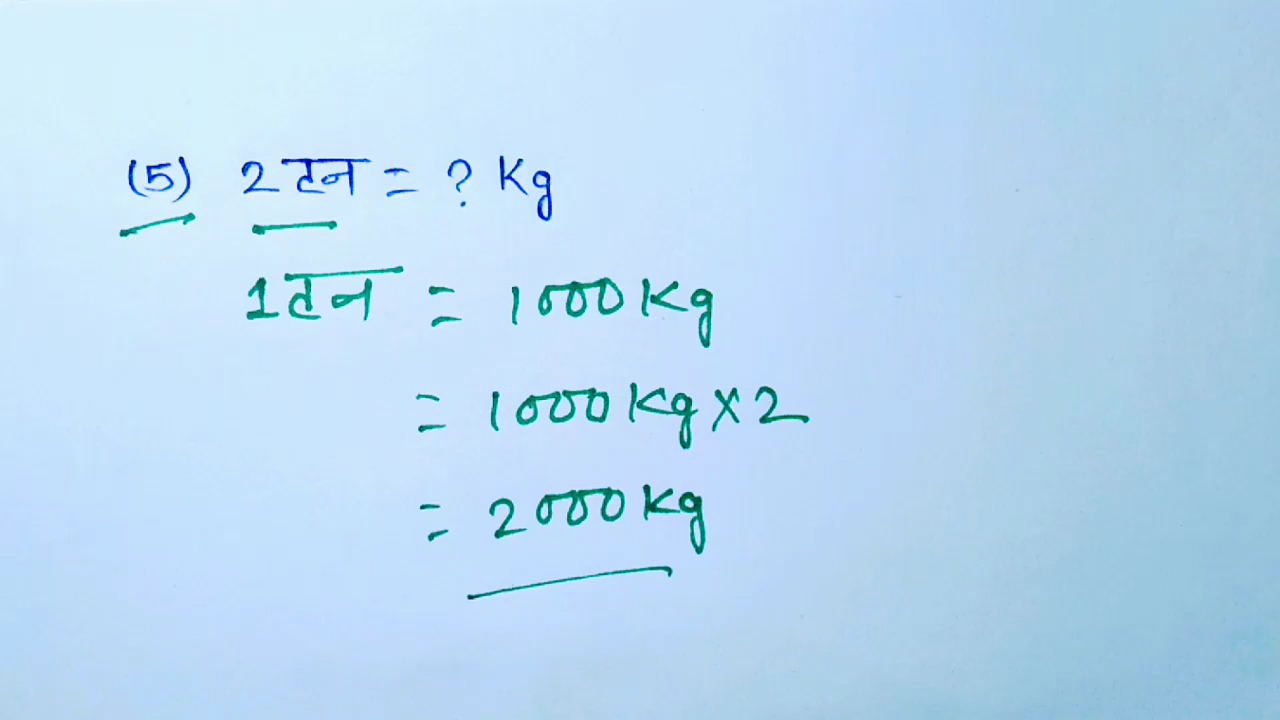 (5) 2 टन = ? Kg
1 टन = 1000 Kg
= 1000 Kg × 2
= 2000 Kg